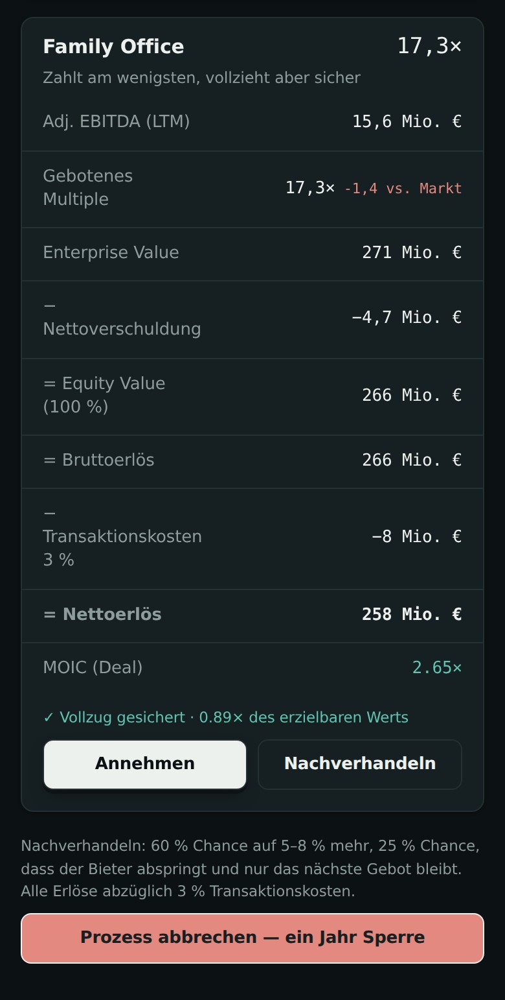 Family Office 17,3×
Zahlt am wenigsten, vollzieht aber sicher
Adj. EBITDA (LTM) 15,6 Mio. €
Gebotenes
Multiple 17,3× -1,4 vs. Markt
Enterprise Value 271 Mio. €
−
Nettoverschuldung −4,7 Mio. €
= Equity Value
(100 %) 266 Mio. €
= Bruttoerlös 266 Mio. €
−
Transaktionskosten −8 Mio. €
3 %
= Nettoerlös 258 Mio. €
MOIC (Deal) 2.65×
✓ Vollzug gesichert · 0.89× des erzielbaren Werts
Annehmen Nachverhandeln
Nachverhandeln: 60 % Chance auf 5–8 % mehr, 25 % Chance,
dass der Bieter abspringt und nur das nächste Gebot bleibt.
Alle Erlöse abzüglich 3 % Transaktionskosten.
Prozess abbrechen — ein Jahr Sperre